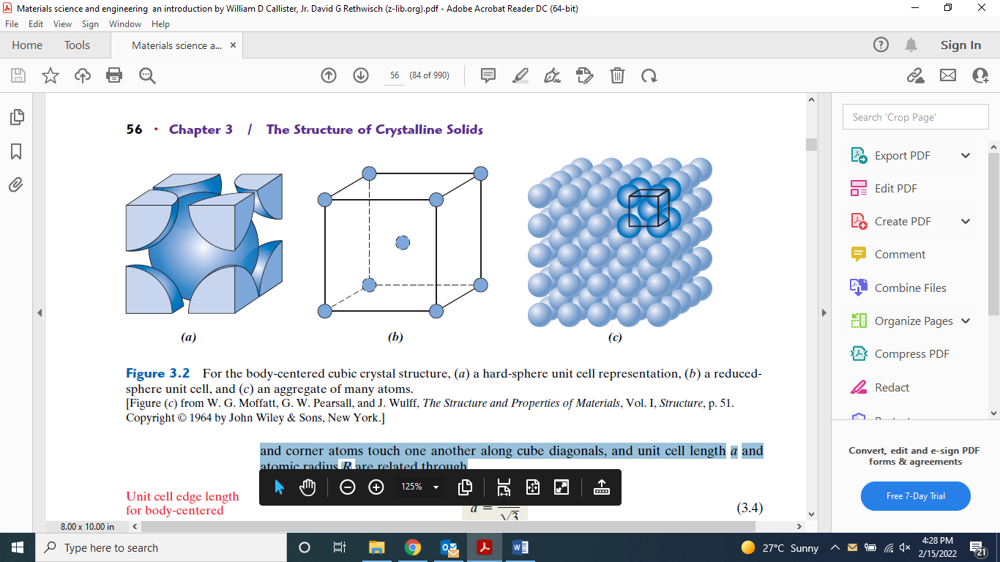 Materials science and engineering an introduction by William D Callister, Jr. David G Rethwisch (z-lib.org).pdf - Adobe Acrobat Reader DC (64-bit)
File Edit View Sign Window Help
Home Tools Materials science a... ×
Sign In
56 (84 of 990)
56 • Chapter 3 / The Structure of Crystalline Solids
(a) (b) (c)
Figure 3.2 For the body-centered cubic crystal structure, (a) a hard-sphere unit cell representation, (b) a reduced-
sphere unit cell, and (c) an aggregate of many atoms.
[Figure (c) from W. G. Moffatt, G. W. Pearsall, and J. Wulff, The Structure and Properties of Materials, Vol. I, Structure, p. 51.
Copyright © 1964 by John Wiley & Sons, New York.]
and corner atoms touch one another along cube diagonals, and unit cell length a and
atomic radius R are related through
125%
Unit cell edge length
for body-centered
a = √3
(3.4)
8.00 x 10.00 in
Search 'Crop Page'
Export PDF
Edit PDF
Create PDF
Comment
Combine Files
Organize Pages
Compress PDF
Redact
Convert, edit and e-sign PDF
forms & agreements
Free 7-Day Trial
Type here to search
27°C Sunny
4:28 PM
2/15/2022
21